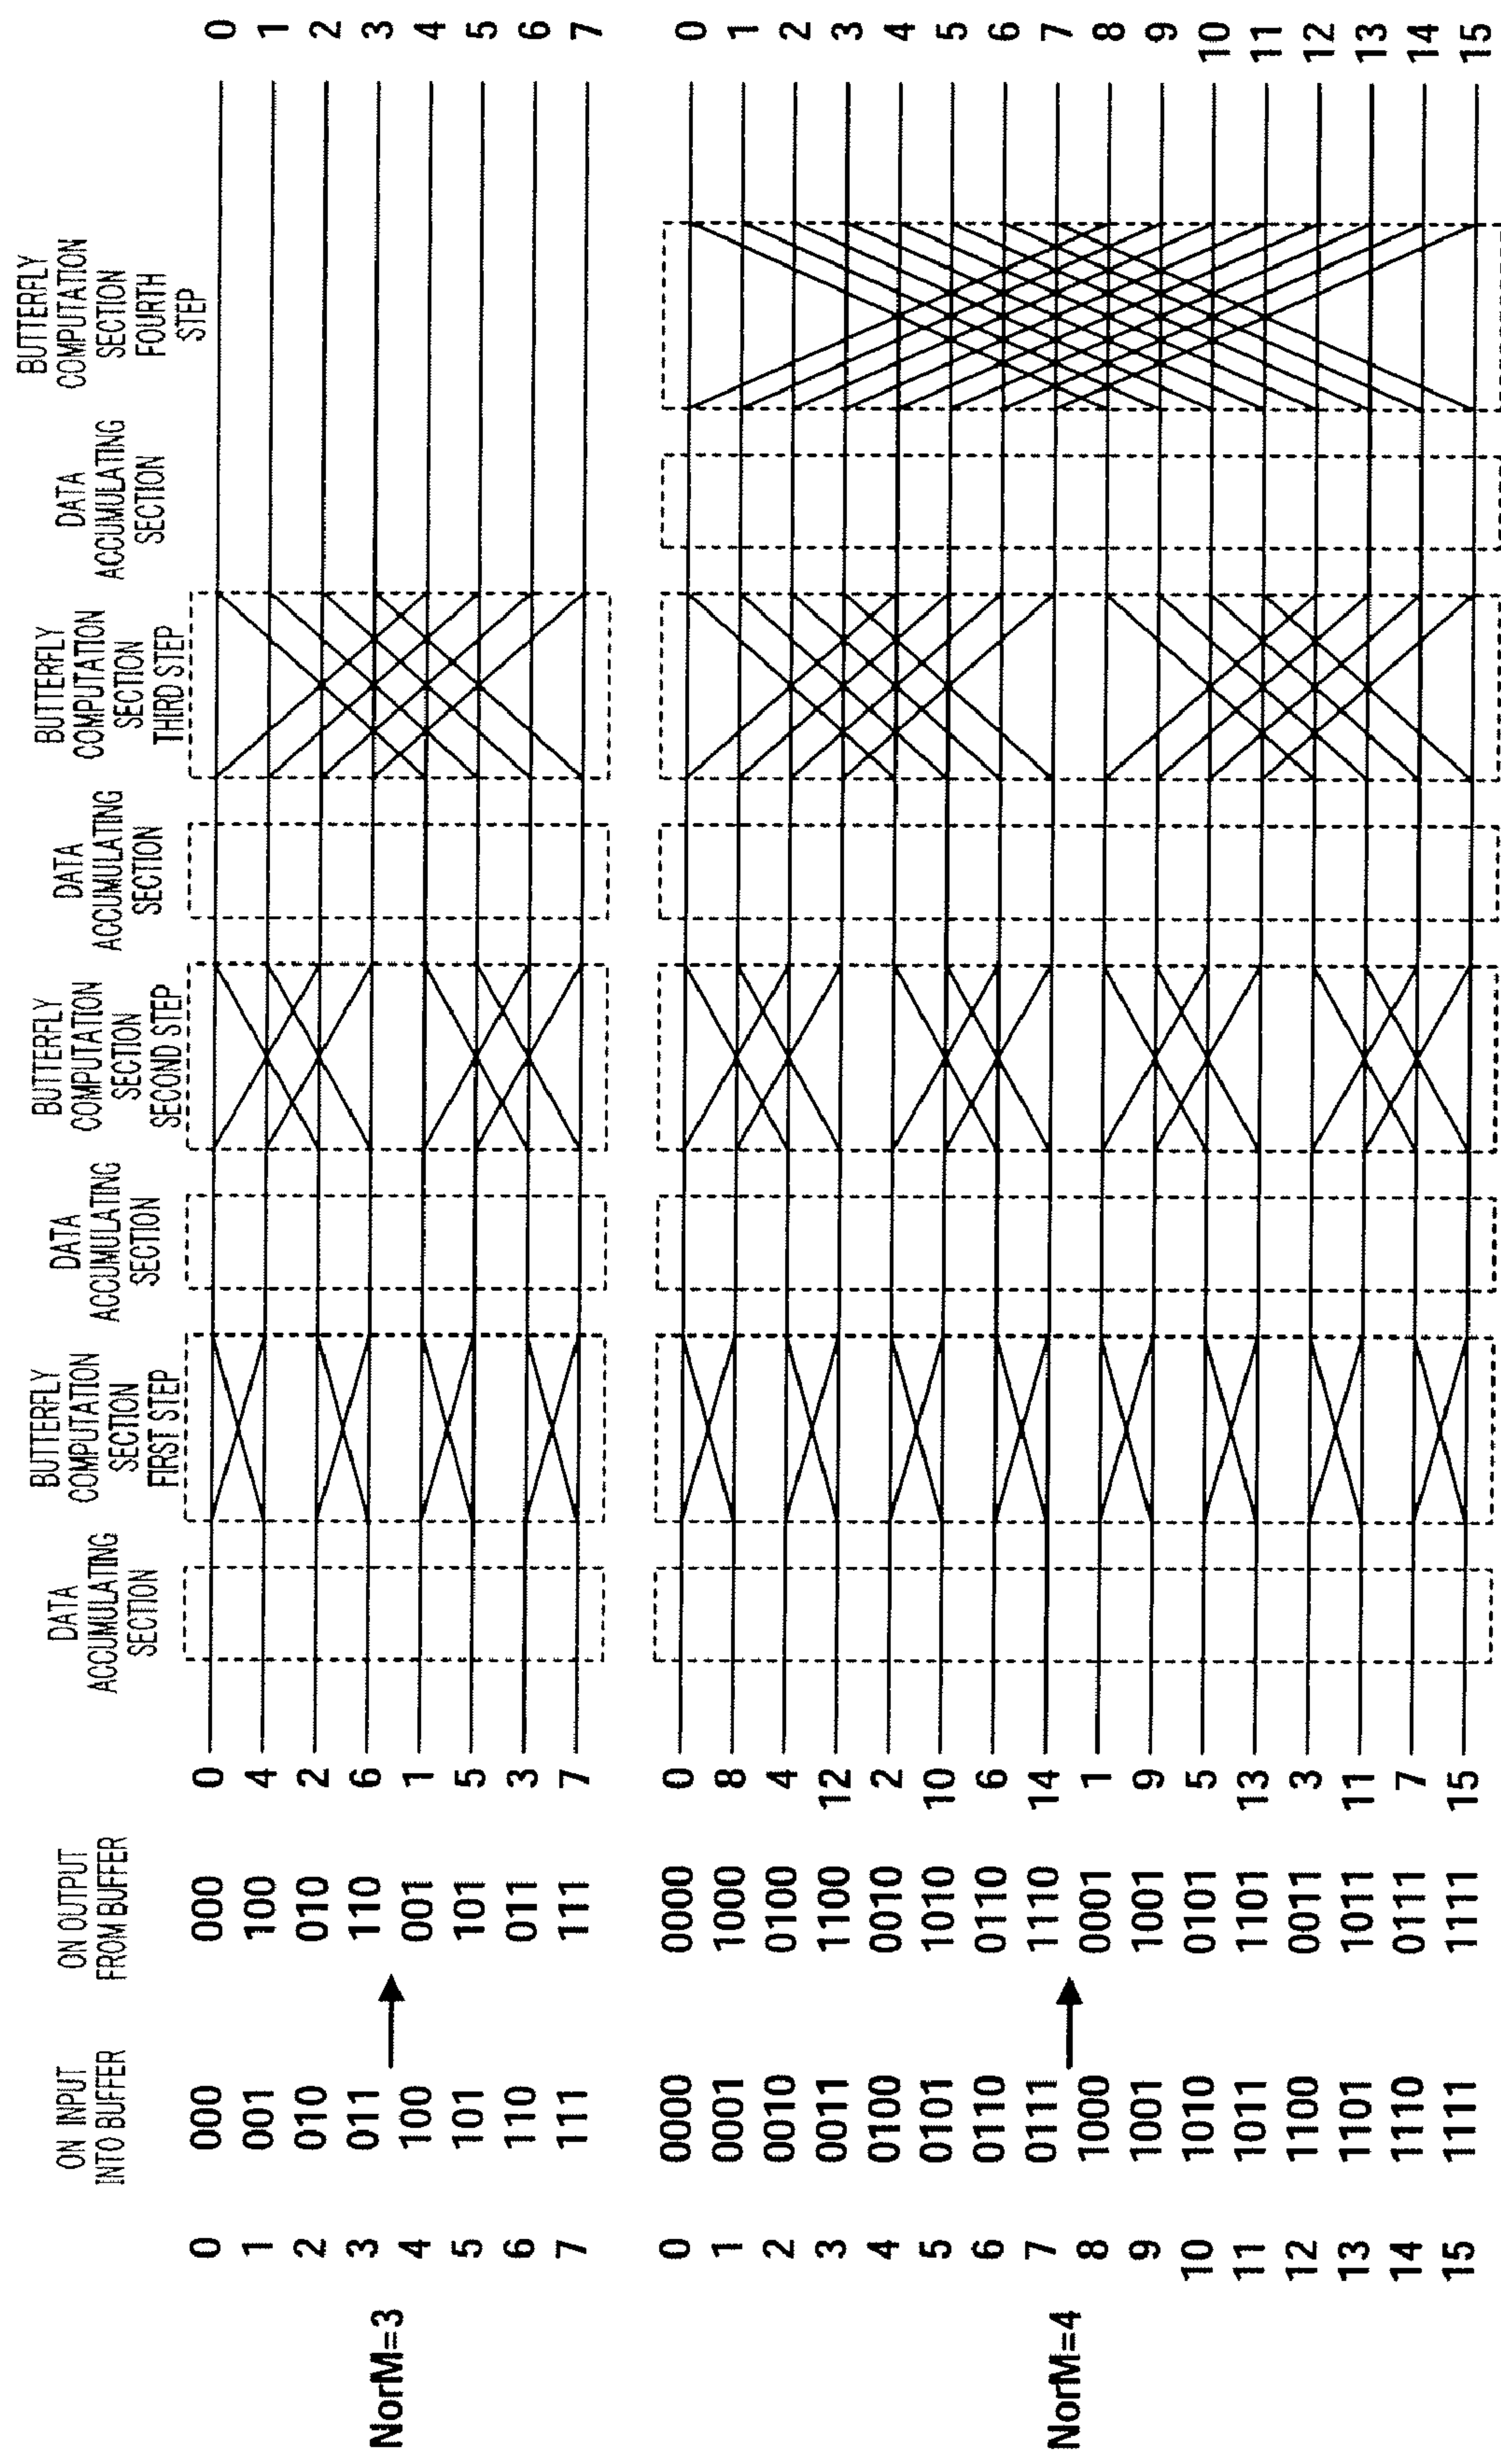 ON INPUT
INTO BUFFER
ON OUTPUT
FROM BUFFER
DATA
ACCUMULATING
SECTION
BUTTERFLY
COMPUTATION
SECTION
FIRST STEP
DATA
ACCUMULATING
SECTION
BUTTERFLY
COMPUTATION
SECTION
SECOND STEP
DATA
ACCUMULATING
SECTION
BUTTERFLY
COMPUTATION
SECTION
THIRD STEP
DATA
ACCUMULATING
SECTION
BUTTERFLY
COMPUTATION
SECTION
FOURTH
STEP
NorM=3
0 000 000 0 0
1 001 100 4 1
2 010 010 2 2
3 011 110 6 3
4 100 001 1 4
5 101 101 5 5
6 110 011 3 6
7 111 111 7 7
NorM=4
0 0000 0000 0 0
1 0001 1000 8 1
2 0010 0100 4 2
3 0011 1100 12 3
4 0100 0010 2 4
5 0101 1010 10 5
6 0110 0110 6 6
7 0111 1110 14 7
8 1000 0001 1 8
9 1001 1001 9 9
10 1010 0101 5 10
11 1011 1101 13 11
12 1100 0011 3 12
13 1101 1011 11 13
14 1110 0111 7 14
15 1111 1111 15 15